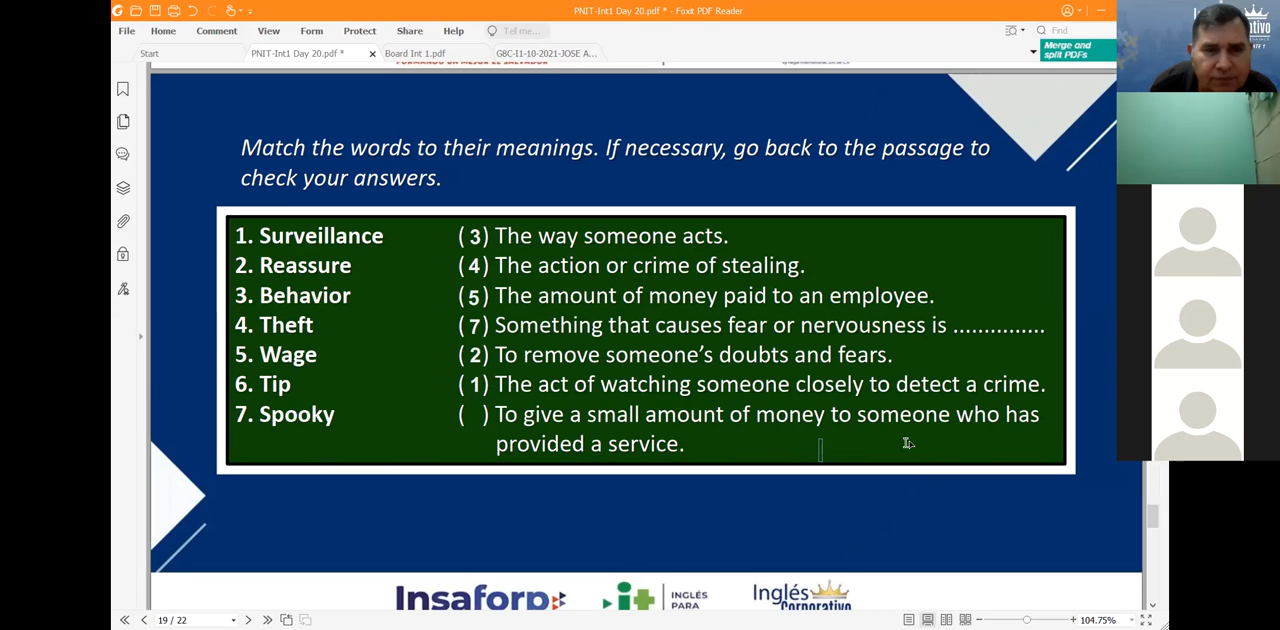 PNIT-Int1 Day 20.pdf * - Foxit PDF Reader
File Home Comment View Form Protect Share Help Tell me... Find
Start PNIT-Int1 Day 20.pdf * Board Int 1.pdf G8C-I1-10-2021-JOSE A...
Merge and
split PDFs
Match the words to their meanings. If necessary, go back to the passage to
check your answers.
1. Surveillance ( 3 ) The way someone acts.
2. Reassure ( 4 ) The action or crime of stealing.
3. Behavior ( 5 ) The amount of money paid to an employee.
4. Theft ( 7 ) Something that causes fear or nervousness is ...............
5. Wage ( 2 ) To remove someone’s doubts and fears.
6. Tip ( 1 ) The act of watching someone closely to detect a crime.
7. Spooky ( ) To give a small amount of money to someone who has
provided a service.
Insaforp it INGLÉS
PARA
Inglés
Corporativo
19 / 22 104.75%